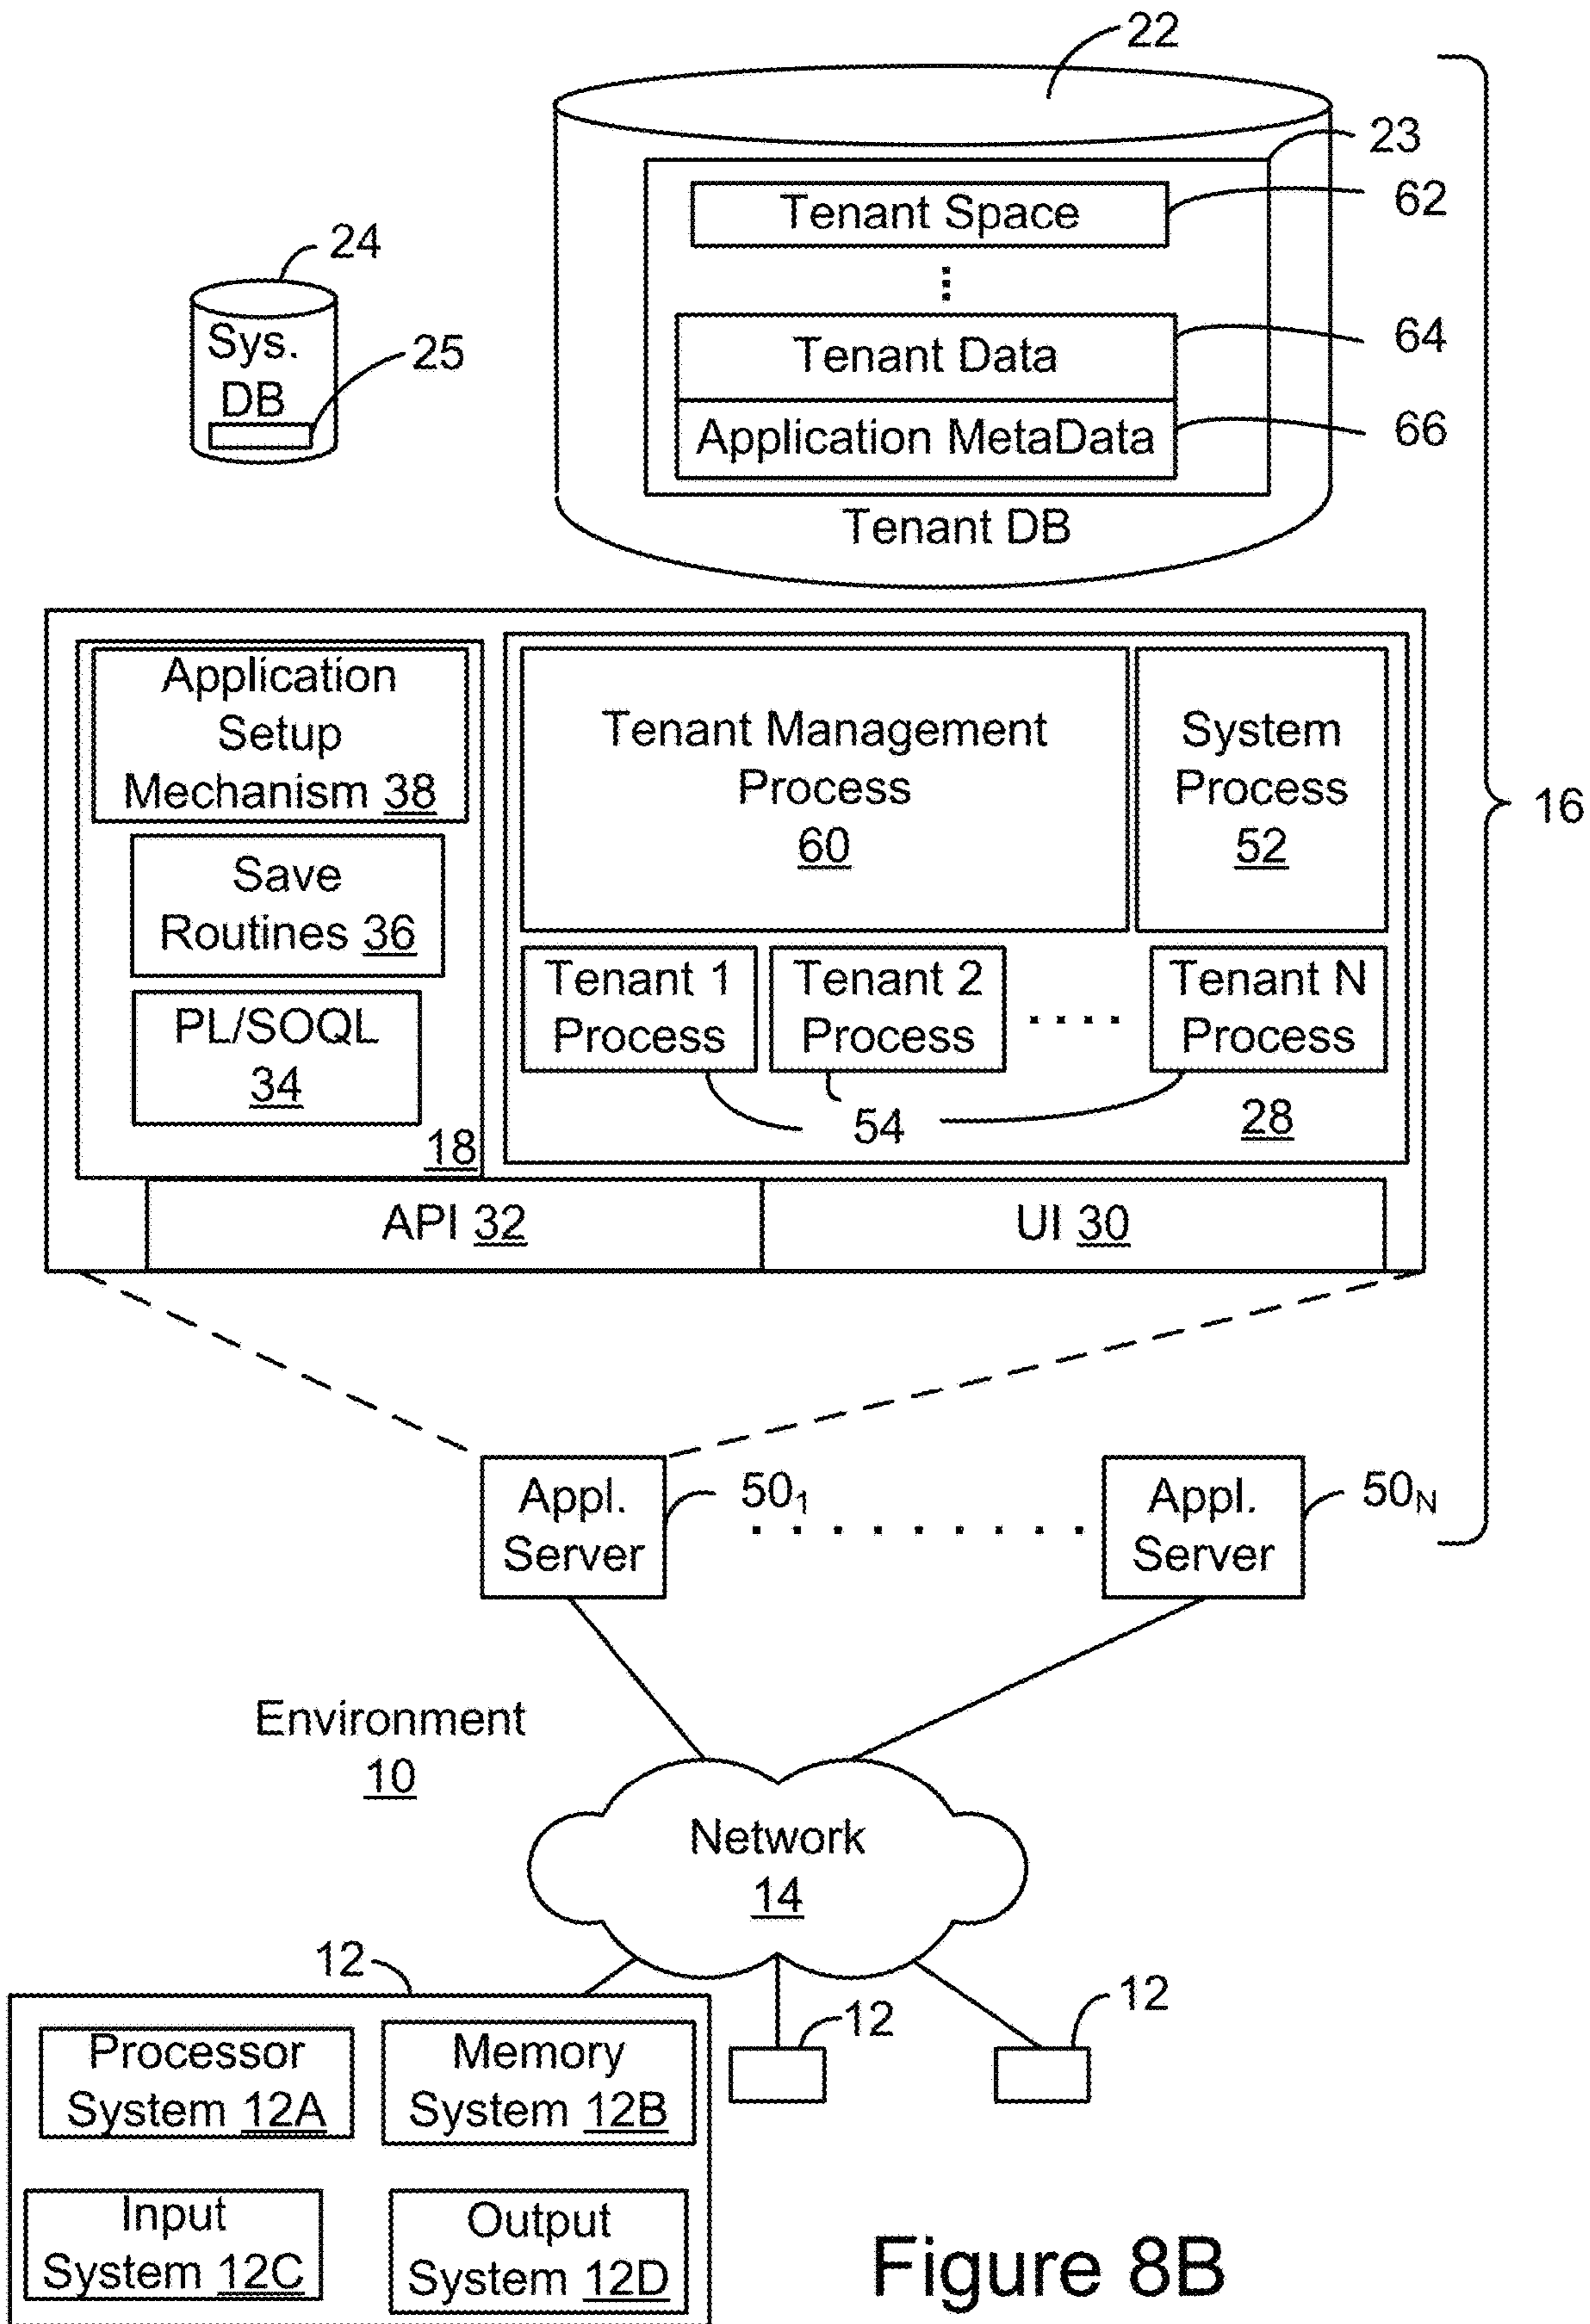 22
23
Tenant Space
62
24
Sys.
DB
25
Tenant Data
64
Application MetaData
66
Tenant DB
Application
Setup
Mechanism 38
Tenant Management
Process
60
System
Process
52
16
Save
Routines 36
Tenant 1
Process
Tenant 2
Process
Tenant N
Process
PL/SOQL
34
54
28
18
API 32
UI 30
Appl.
Server
50₁
Appl.
Server
50N
Environment
10
Network
14
12
12
12
Processor
System 12A
Memory
System 12B
Input
System 12C
Output
System 12D
Figure 8B